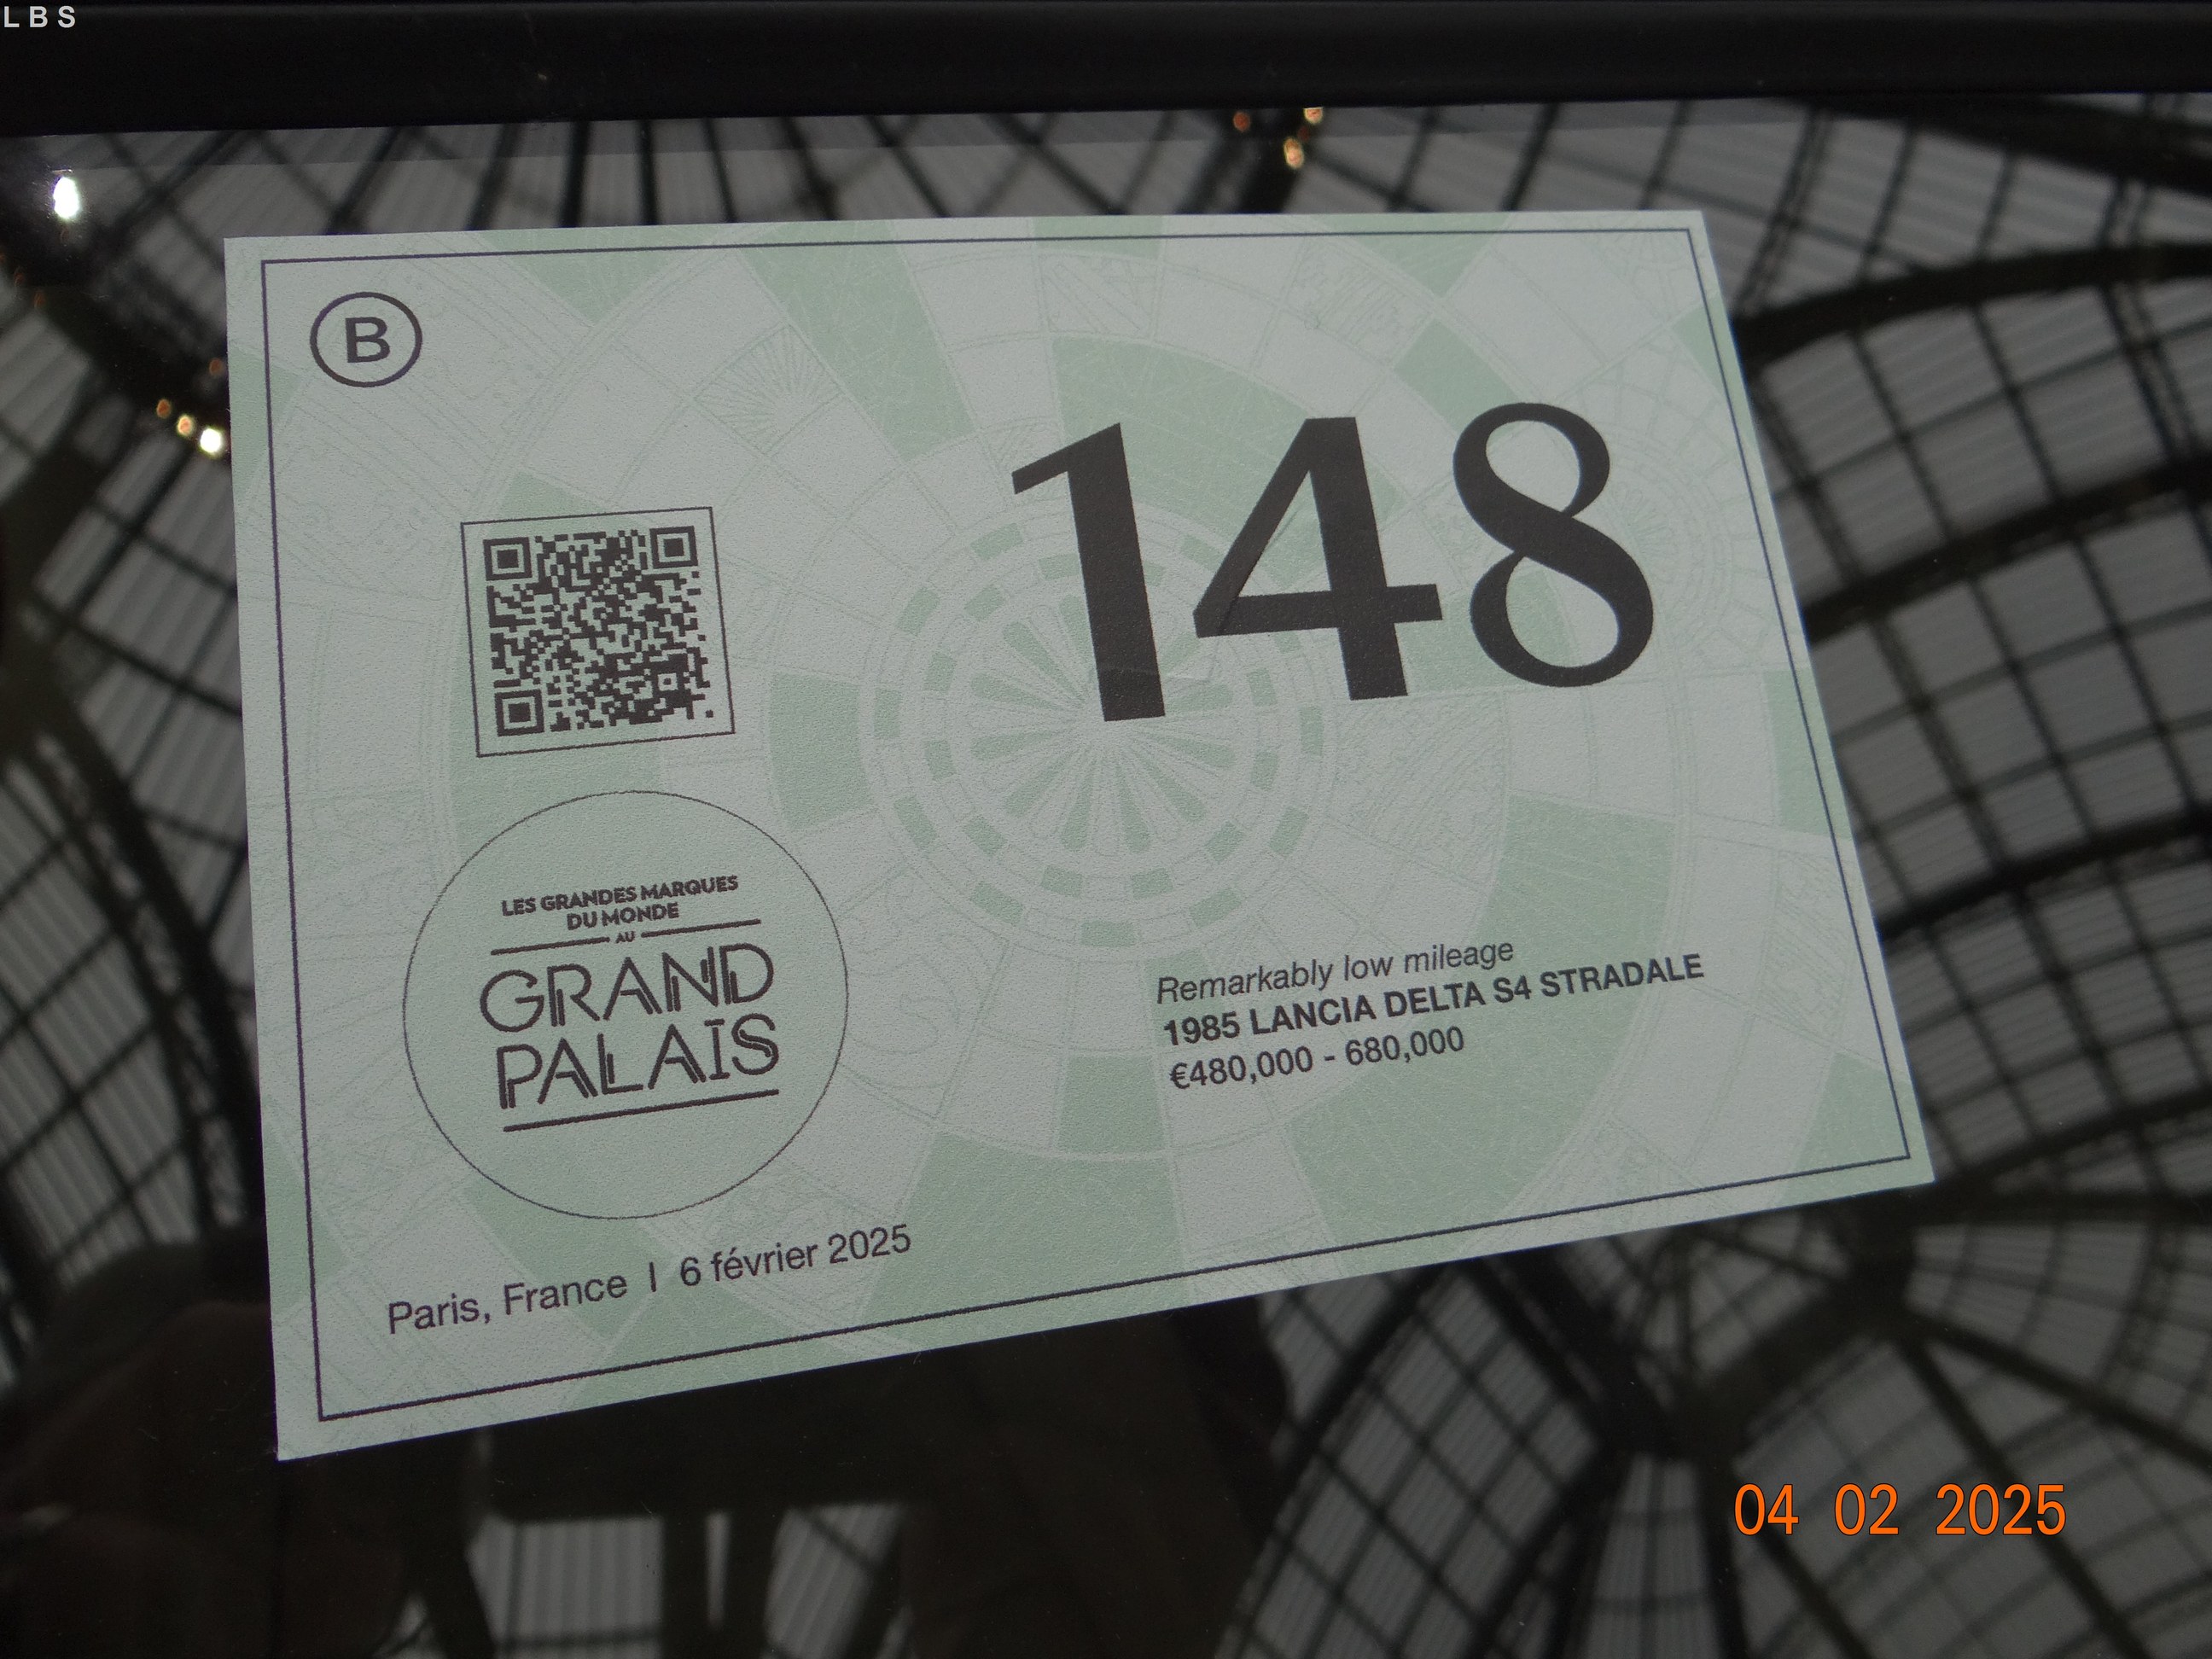 L B S
B
148
LES GRANDES MARQUES
DU MONDE
AU
GRAND
PALAIS
Remarkably low mileage
1985 LANCIA DELTA S4 STRADALE
€480,000 - 680,000
Paris, France | 6 février 2025
04 02 2025